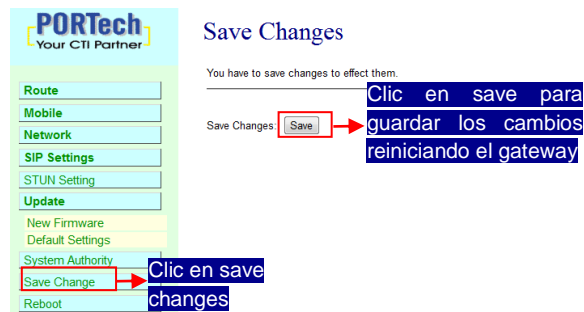 PORTech
Your CTI Partner
Route
Mobile
Network
SIP Settings
STUN Setting
Update
New Firmware
Default Settings
System Authority
Save Change
Reboot
Clic en save
changes
Save Changes
You have to save changes to effect them.
Save Changes: Save
Clic en save para
guardar los cambios
reiniciando el gateway